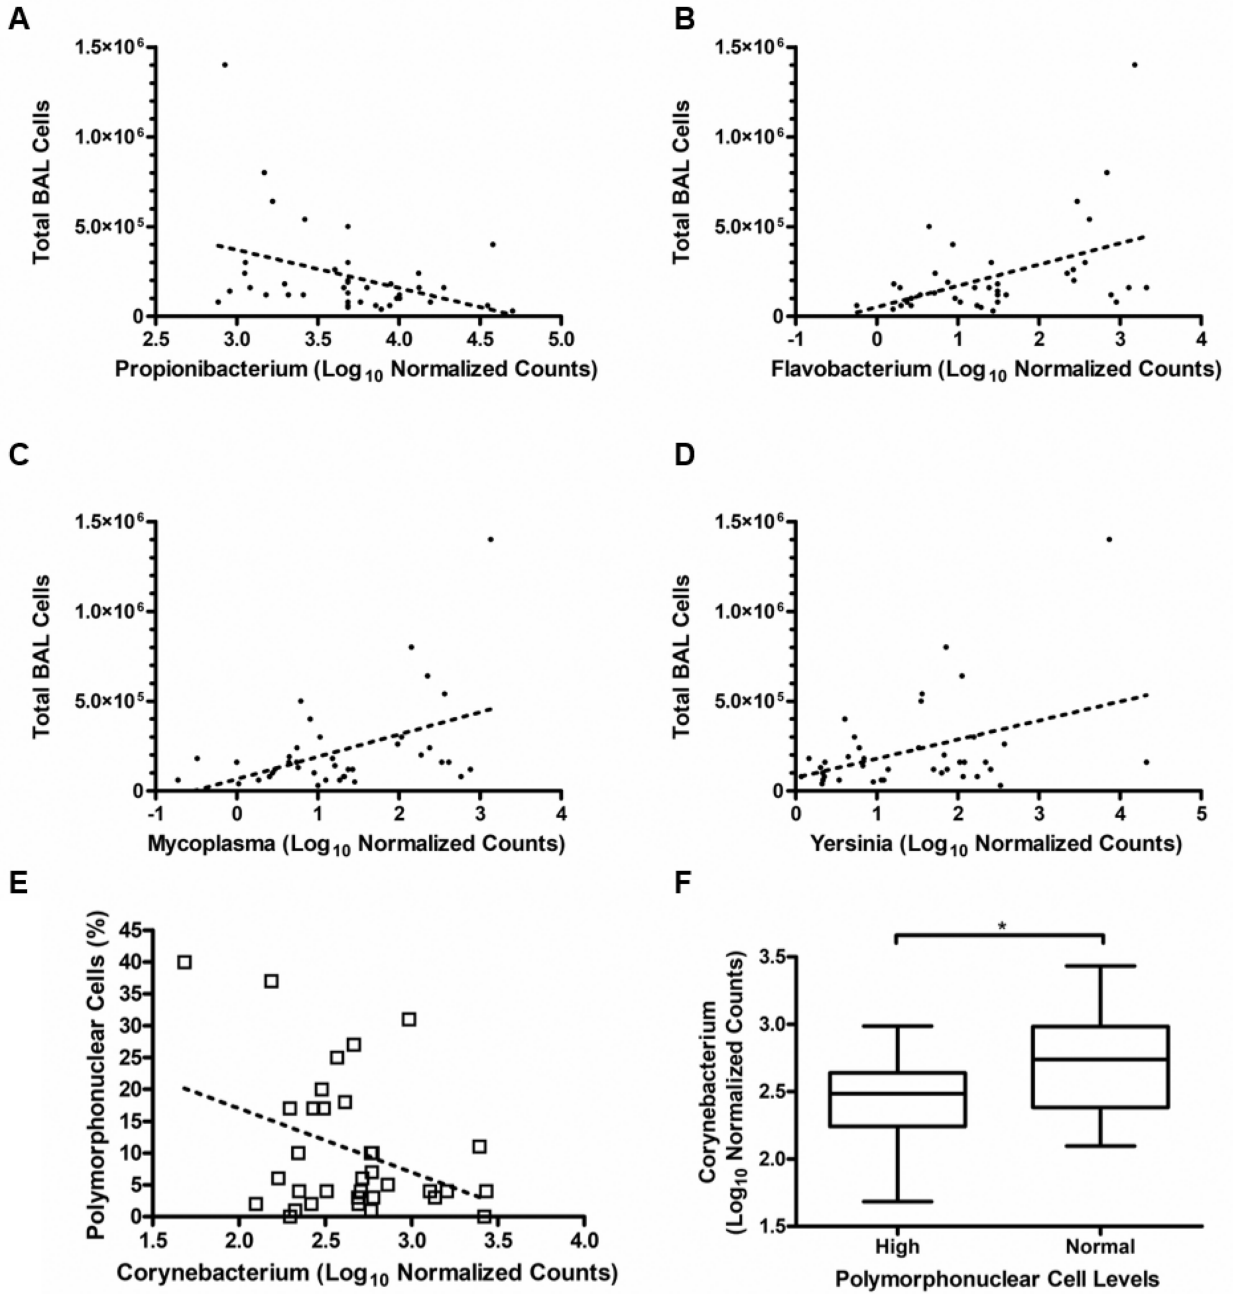 A
Total BAL Cells
1.5×10⁶
1.0×10⁶
5.0×10⁵
0
2.5 3.0 3.5 4.0 4.5 5.0
Propionibacterium (Log₁₀ Normalized Counts)
B
Total BAL Cells
1.5×10⁶
1.0×10⁶
5.0×10⁵
0
-1 0 1 2 3 4
Flavobacterium (Log₁₀ Normalized Counts)
C
Total BAL Cells
1.5×10⁶
1.0×10⁶
5.0×10⁵
0
-1 0 1 2 3 4
Mycoplasma (Log₁₀ Normalized Counts)
D
Total BAL Cells
1.5×10⁶
1.0×10⁶
5.0×10⁵
0
0 1 2 3 4 5
Yersinia (Log₁₀ Normalized Counts)
E
Polymorphonuclear Cells (%)
45
40
35
30
25
20
15
10
5
0
1.5 2.0 2.5 3.0 3.5 4.0
Corynebacterium (Log₁₀ Normalized Counts)
F
Corynebacterium
(Log₁₀ Normalized Counts)
*
3.5
3.0
2.5
2.0
1.5
High Normal
Polymorphonuclear Cell Levels